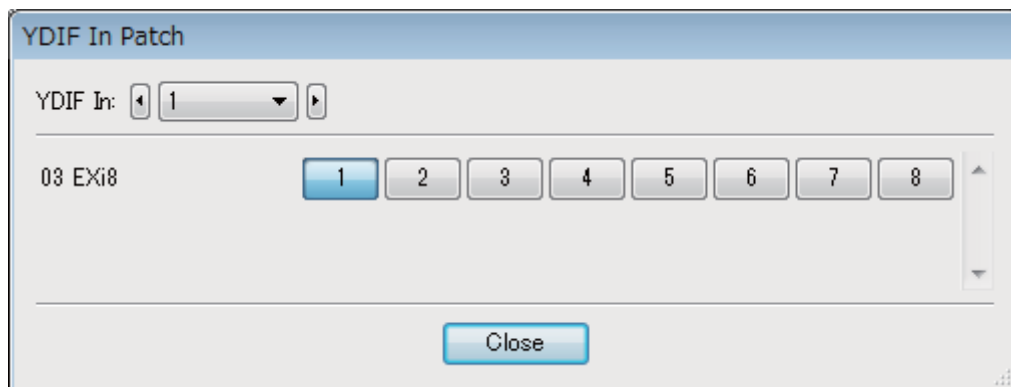 YDIF In Patch
YDIF In: 1
03 EXi8 1 2 3 4 5 6 7 8
Close